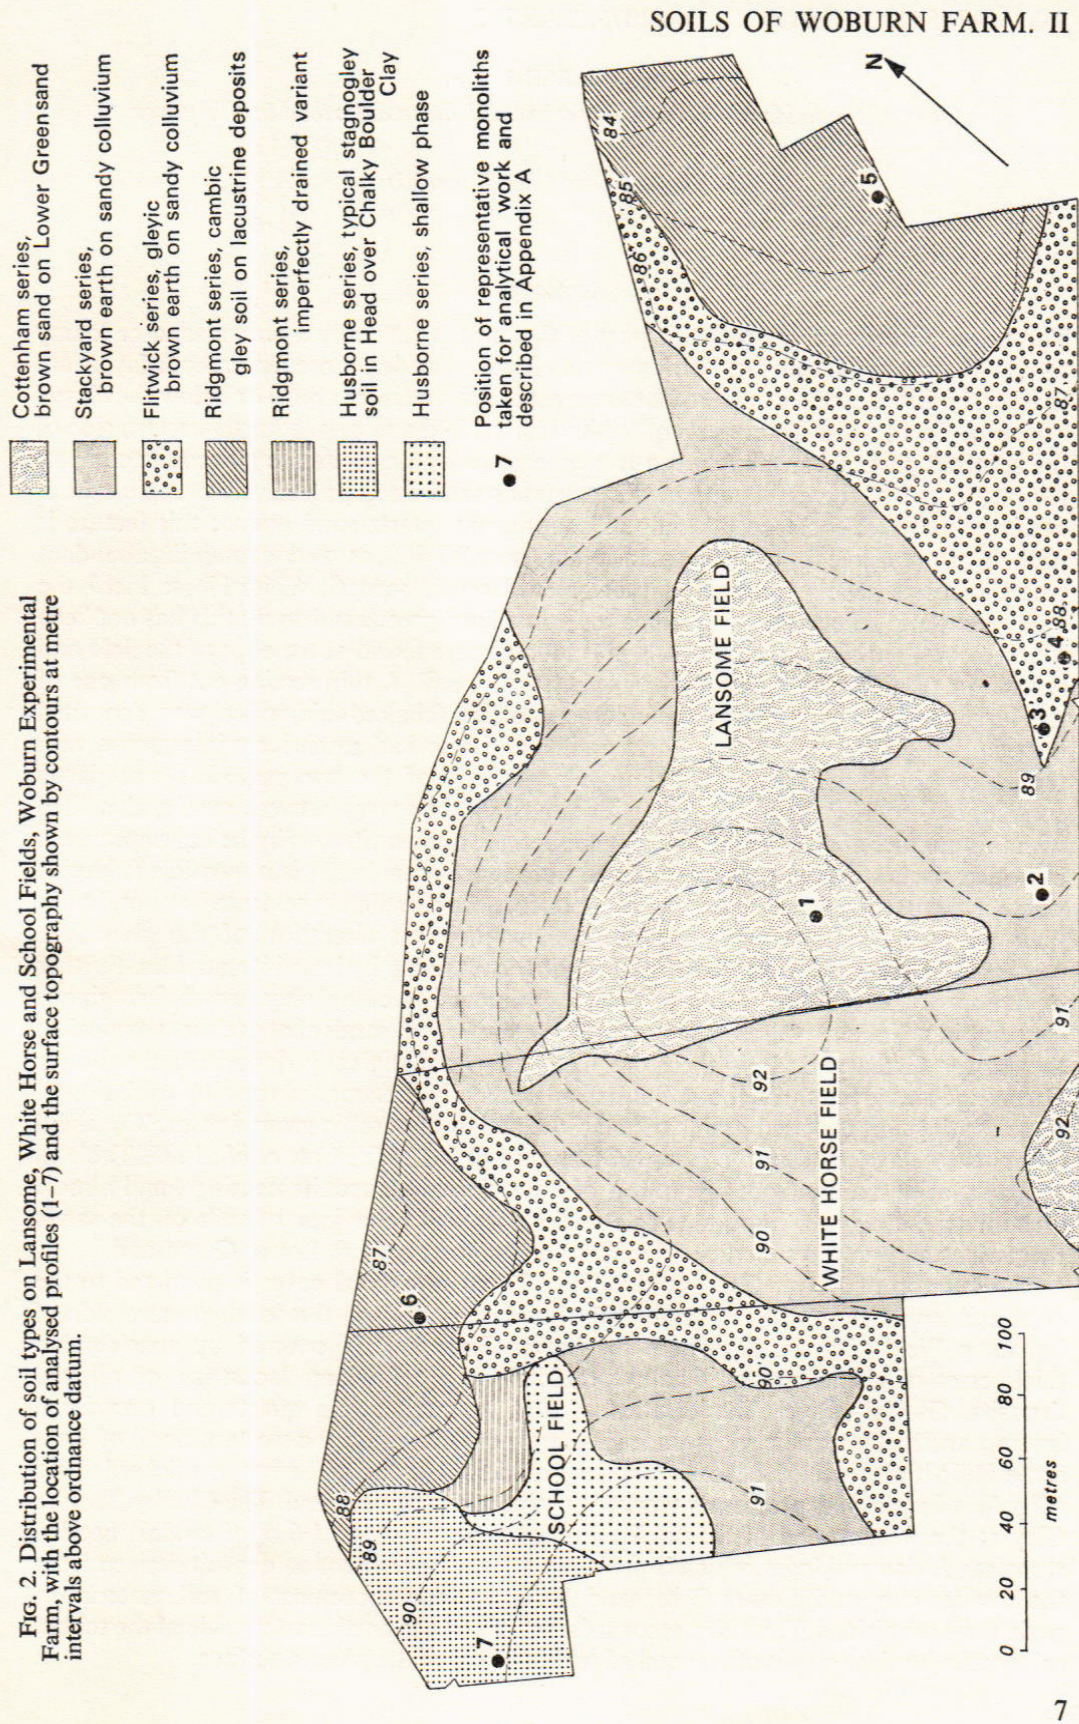 SOILS OF WOBURN FARM. II
FIG. 2. Distribution of soil types on Lansome, White Horse and School Fields, Woburn Experimental
Farm, with the location of analysed profiles (1–7) and the surface topography shown by contours at metre
intervals above ordnance datum.
Cottenham series,
brown sand on Lower Greensand
Stackyard series,
brown earth on sandy colluvium
Flitwick series, gleyic
brown earth on sandy colluvium
Ridgmont series, cambic
gley soil on lacustrine deposits
Ridgmont series,
imperfectly drained variant
Husborne series, typical stagnogley
soil in Head over Chalky Boulder
Clay
Husborne series, shallow phase
7
Position of representative monoliths
taken for analytical work and
described in Appendix A
N
84
85
86
5
87
88
4
3
89
2
LANSOME FIELD
1
91
92
92
WHITE HORSE FIELD
91
90
87
6
90
SCHOOL FIELD
91
88
89
90
7
0 20 40 60 80 100
metres
7